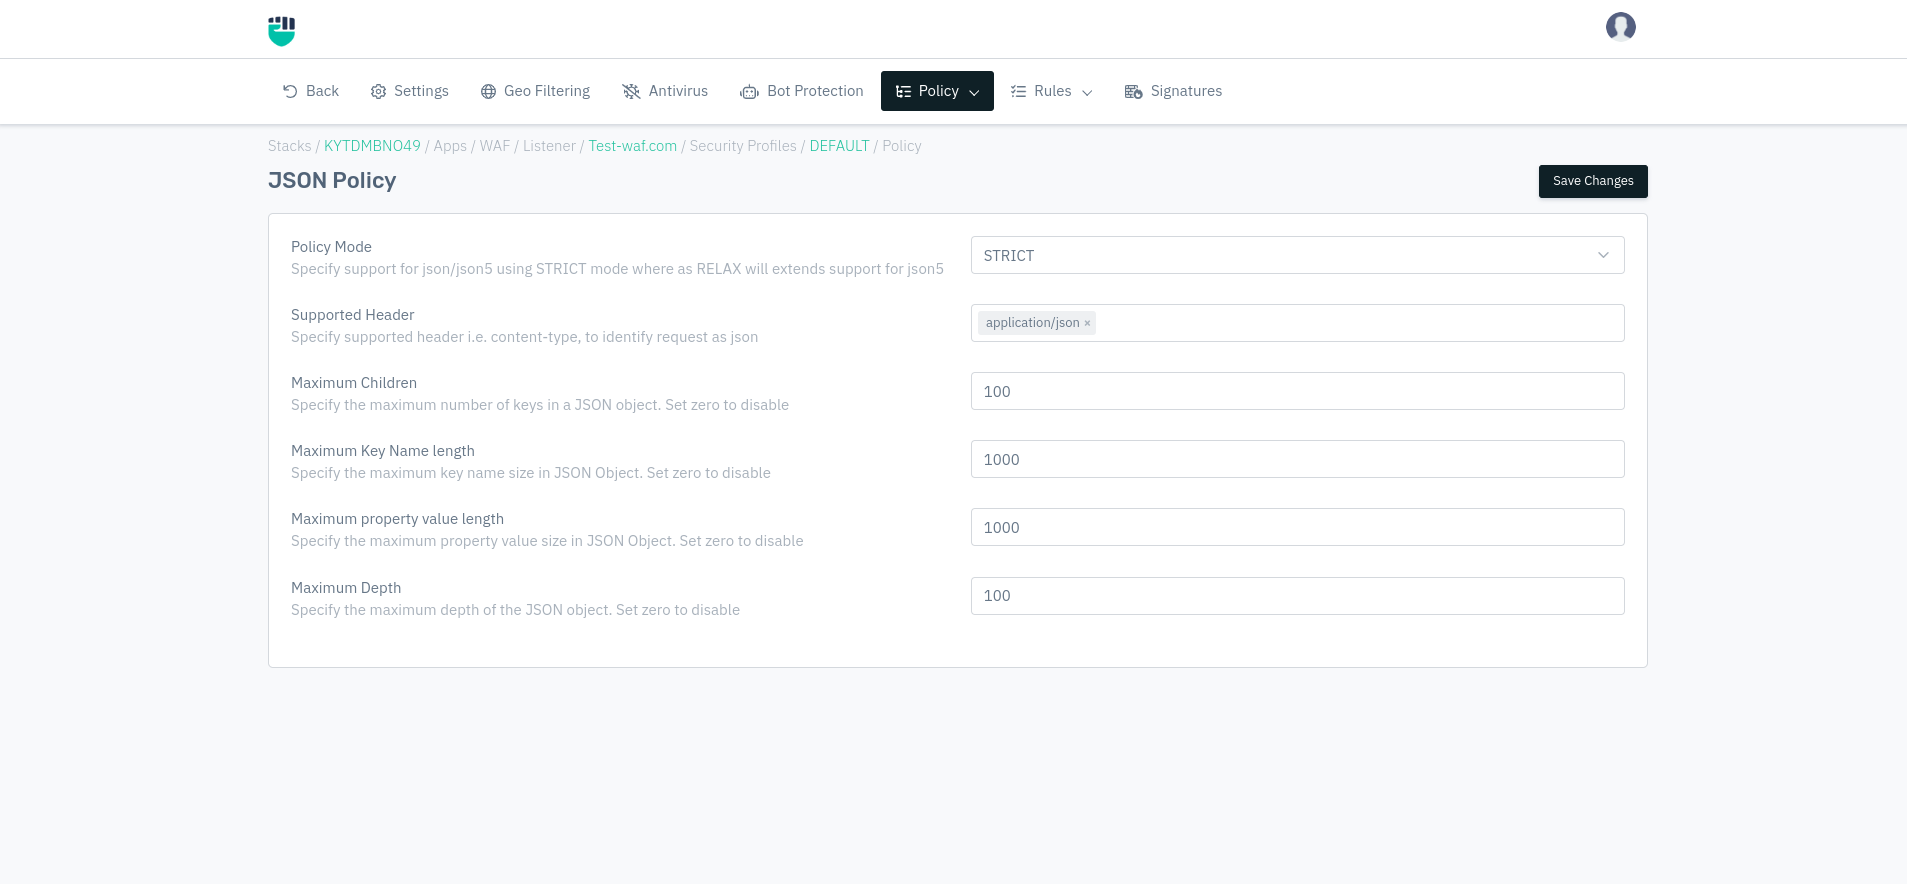 Back Settings Geo Filtering Antivirus Bot Protection Policy Rules Signatures
Stacks / KYTDMBNO49 / Apps / WAF / Listener / Test-waf.com / Security Profiles / DEFAULT / Policy
JSON Policy
Save Changes
Policy Mode
Specify support for json/json5 using STRICT mode where as RELAX will extends support for json5
STRICT
Supported Header
Specify supported header i.e. content-type, to identify request as json
application/json ×
Maximum Children
Specify the maximum number of keys in a JSON object. Set zero to disable
100
Maximum Key Name length
Specify the maximum key name size in JSON Object. Set zero to disable
1000
Maximum property value length
Specify the maximum property value size in JSON Object. Set zero to disable
1000
Maximum Depth
Specify the maximum depth of the JSON object. Set zero to disable
100